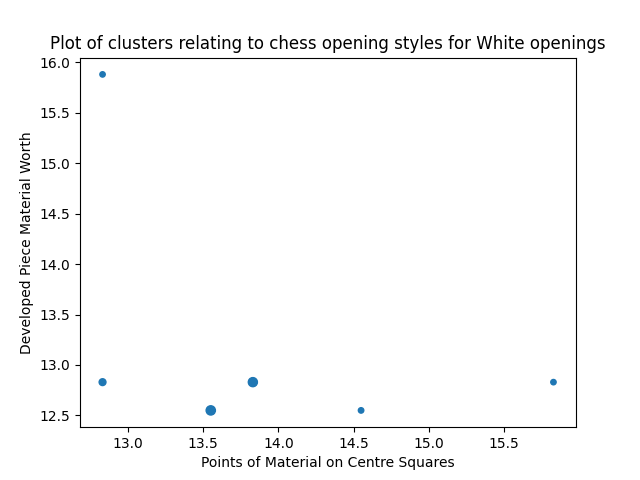 Plot of clusters relating to chess opening styles for White openings
16.0
15.5
15.0
14.5
14.0
13.5
13.0
12.5
Developed Piece Material Worth
13.0 13.5 14.0 14.5 15.0 15.5
Points of Material on Centre Squares